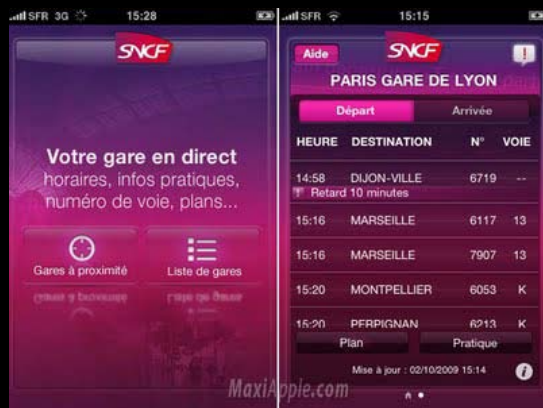 SFR 3G 15:28
SNCF
Votre gare en direct
horaires, infos pratiques,
numéro de voie, plans...
Gares à proximité Liste de gares
SFR 15:15
Aide SNCF !
PARIS GARE DE LYON
Départ Arrivée
HEURE DESTINATION N° VOIE
14:58 DIJON-VILLE 6719 --
Retard 10 minutes
15:16 MARSEILLE 6117 13
15:16 MARSEILLE 7907 13
15:20 MONTPELLIER 6053 K
15:20 PERPIGNAN 6213 K
Plan Pratique
Mise à jour : 02/10/2009 15:14 i
MaxiApple.com